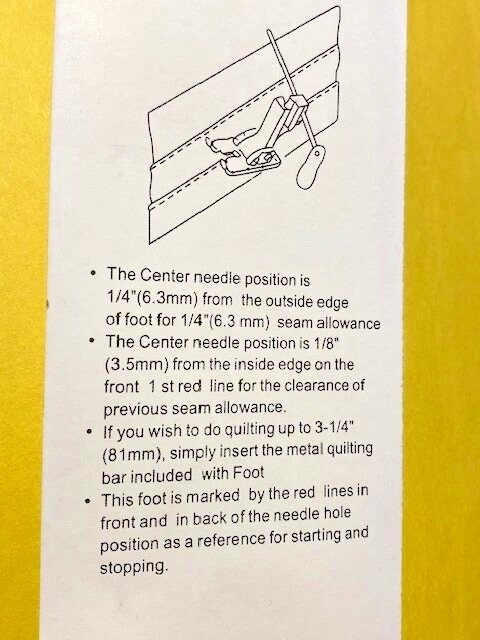 • The Center needle position is
1/4"(6.3mm) from the outside edge
of foot for 1/4"(6.3 mm) seam allowance
• The Center needle position is 1/8"
(3.5mm) from the inside edge on the
front 1 st red line for the clearance of
previous seam allowance.
• If you wish to do quilting up to 3-1/4"
(81mm), simply insert the metal quilting
bar included with Foot
• This foot is marked by the red lines in
front and in back of the needle hole
position as a reference for starting and
stopping.